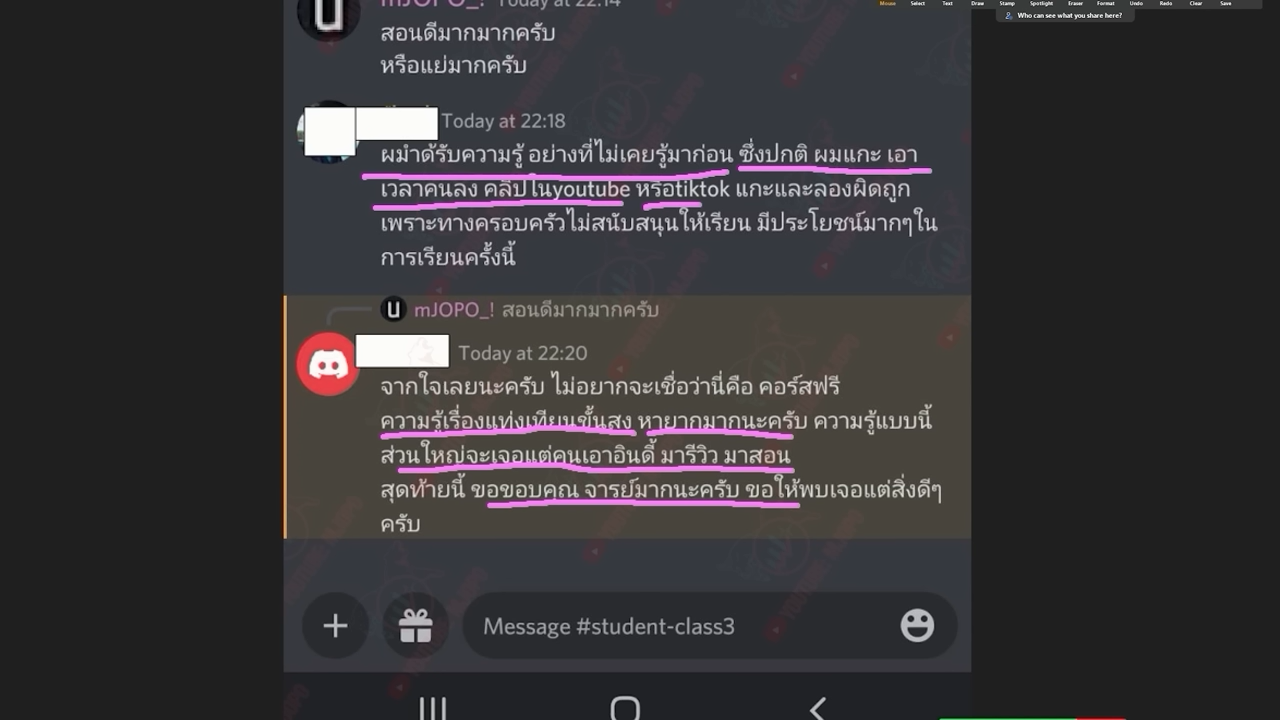 Mouse Select Text Draw Stamp Spotlight Eraser Format Undo Redo Clear Save
Who can see what you share here?
mJOPO_! Today at 22:14
สอนดีมากมากครับ
หรือแย่มากครับ
Today at 22:18
ผมำด้รับความรู้ อย่างที่ไม่เคยรู้มาก่อน ซึ่งปกติ ผมแกะ เอา
เวลาคนลง คลิปในyoutube หรือtiktok แกะและลองผิดถูก
เพราะทางครอบครัวไม่สนับสนุนให้เรียน มีประโยชน์มากๆใน
การเรียนครั้งนี้
mJOPO_! สอนดีมากมากครับ
Today at 22:20
จากใจเลยนะครับ ไม่อยากจะเชื่อว่านี่คือ คอร์สฟรี
ความรู้เรื่องแท่งเทียนขั้นสูง หายากมากนะครับ ความรู้แบบนี้
ส่วนใหญ่จะเจอแต่คนเอาอินดี้ มารีวิว มาสอน
สุดท้ายนี้ ขอขอบคุณ จารย์มากนะครับ ขอให้พบเจอแต่สิ่งดีๆ
ครับ
Message #student-class3